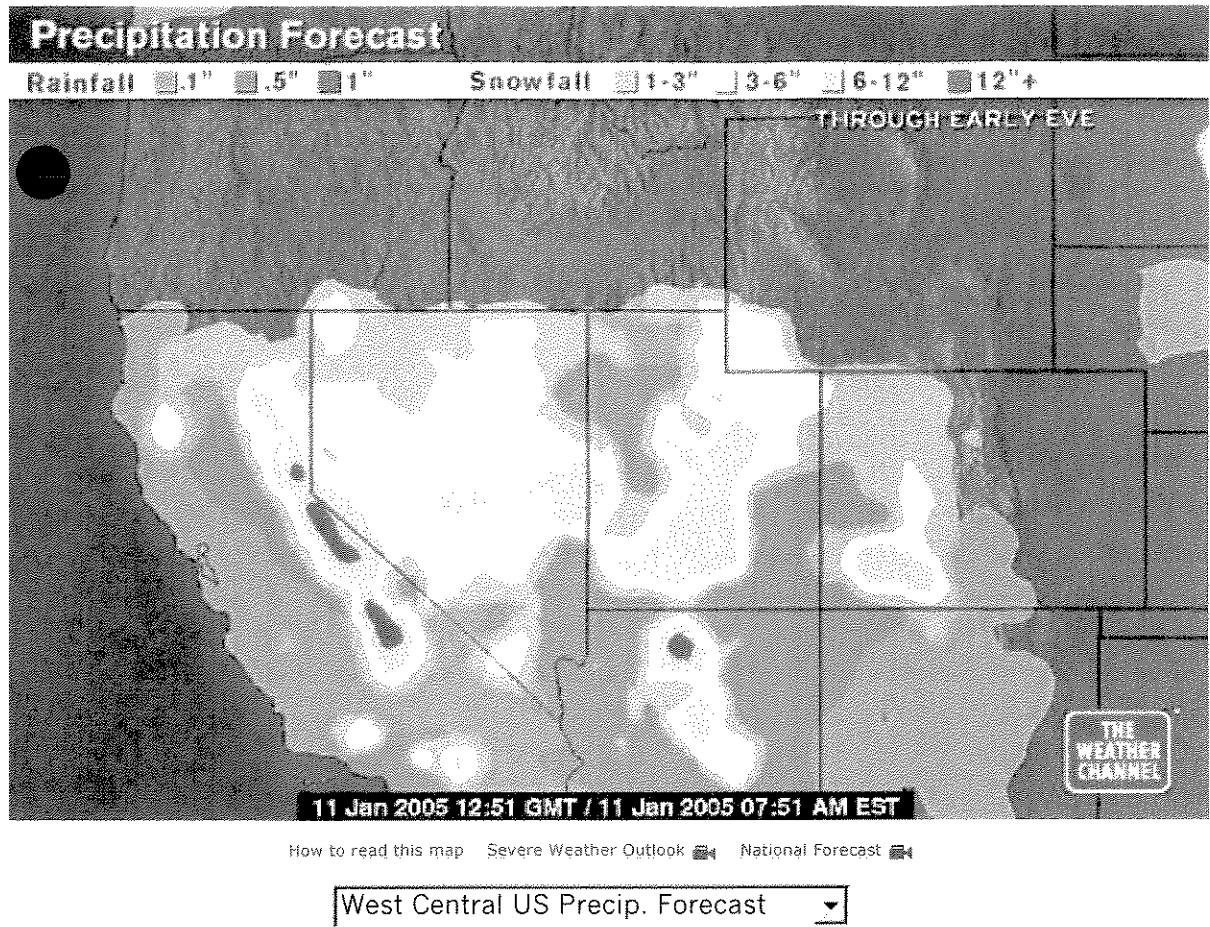 Precipitation Forecast
Rainfall .1" .5" 1" Snowfall 1-3" 3-6" 6-12" 12"+
THROUGH EARLY EVE
THE
WEATHER
CHANNEL
11 Jan 2005 12:51 GMT / 11 Jan 2005 07:51 AM EST
How to read this map Severe Weather Outlook National Forecast
West Central US Precip. Forecast